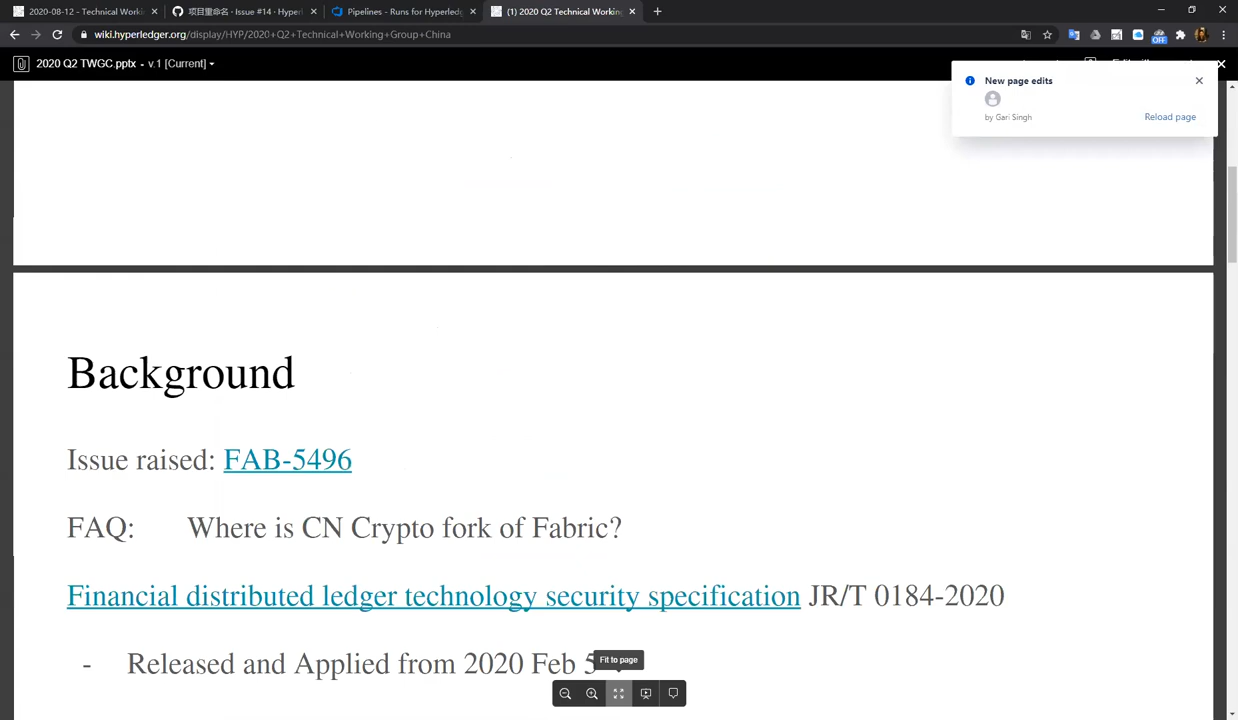 2020-08-12 - Technical Worki
项目重命名 · Issue #14 · Hyperl
Pipelines - Runs for Hyperledg
(1) 2020 Q2 Technical Working
wiki.hyperledger.org/display/HYP/2020+Q2+Technical+Working+Group+China
OFF
2020 Q2 TWGC.pptx - v.1 [Current]
New page edits
by Gari Singh
Reload page
Background
Issue raised: FAB-5496
FAQ: Where is CN Crypto fork of Fabric?
Financial distributed ledger technology security specification JR/T 0184-2020
- Released and Applied from 2020 Feb 5
Fit to page